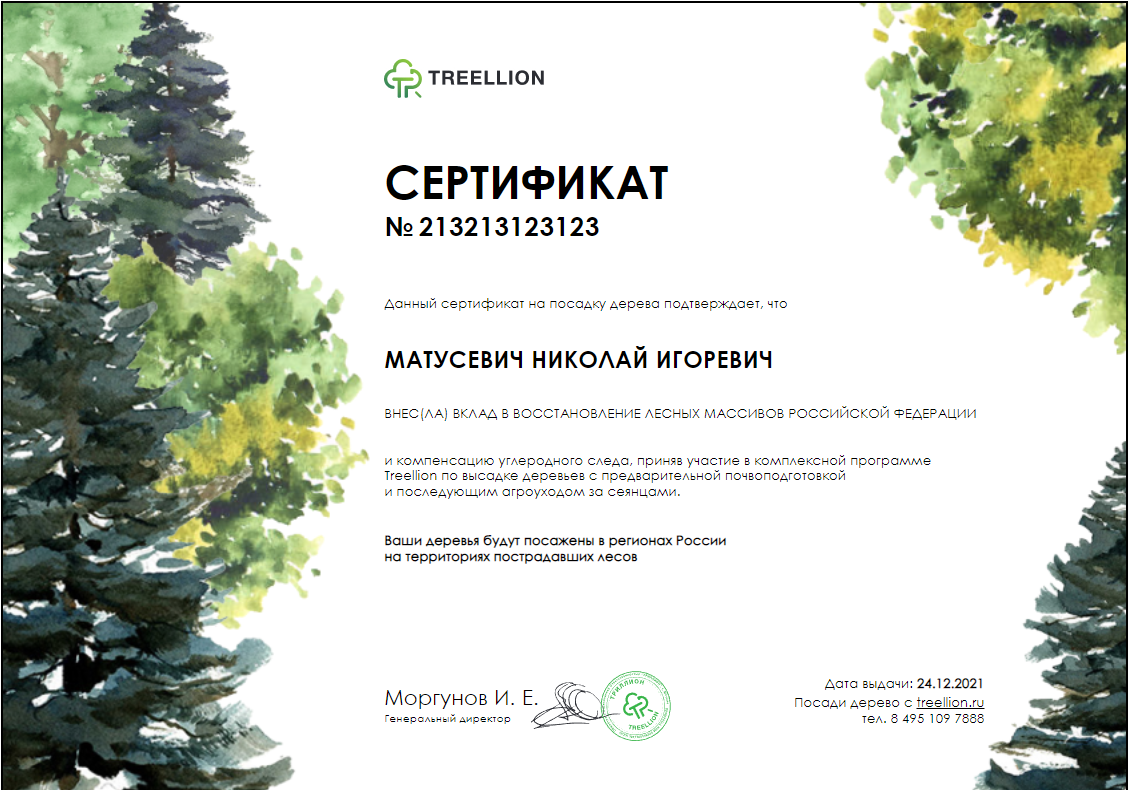 TREELLION
СЕРТИФИКАТ
№ 213213123123
Данный сертификат на посадку дерева подтверждает, что
МАТУСЕВИЧ НИКОЛАЙ ИГОРЕВИЧ
ВНЕС(ЛА) ВКЛАД В ВОССТАНОВЛЕНИЕ ЛЕСНЫХ МАССИВОВ РОССИЙСКОЙ ФЕДЕРАЦИИ
и компенсацию углеродного следа, приняв участие в комплексной программе
Treellion по высадке деревьев с предварительной почвоподготовкой
и последующим агроуходом за сеянцами.
Ваши деревья будут посажены в регионах России
на территориях пострадавших лесов
Моргунов И. Е.
Генеральный директор
ТРИЛЛИОН
TREELLION
Дата выдачи: 24.12.2021
Посади дерево с treellion.ru
тел. 8 495 109 7888